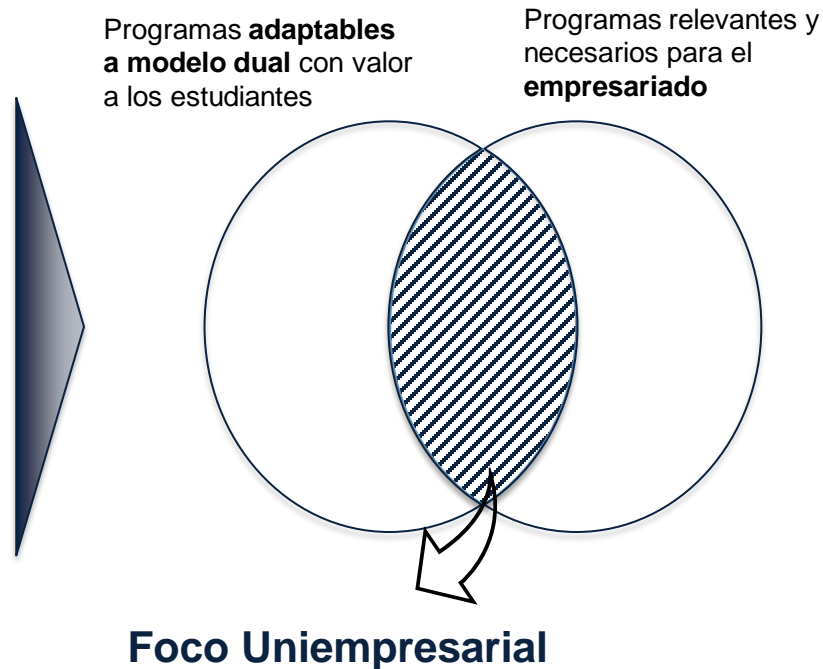 Programas adaptables
a modelo dual con valor
a los estudiantes
Programas relevantes y
necesarios para el
empresariado
Foco Uniempresarial